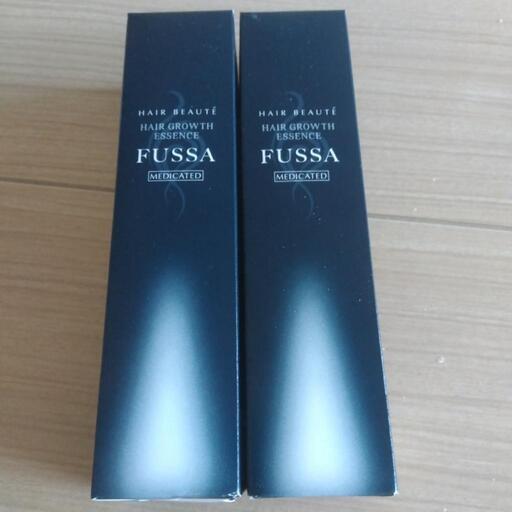 HAIR BEAUTÉ
HAIR GROWTH
ESSENCE
FUSSA
MEDICATED
HAIR BEAUTÉ
HAIR GROWTH
ESSENCE
FUSSA
MEDICATED